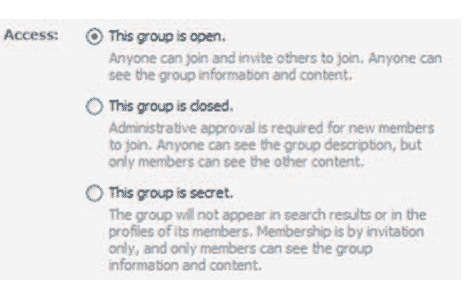 Access: This group is open.
Anyone can join and invite others to join. Anyone can
see the group information and content.
This group is closed.
Administrative approval is required for new members
to join. Anyone can see the group description, but
only members can see the other content.
This group is secret.
The group will not appear in search results or in the
profiles of its members. Membership is by invitation
only, and only members can see the group
information and content.